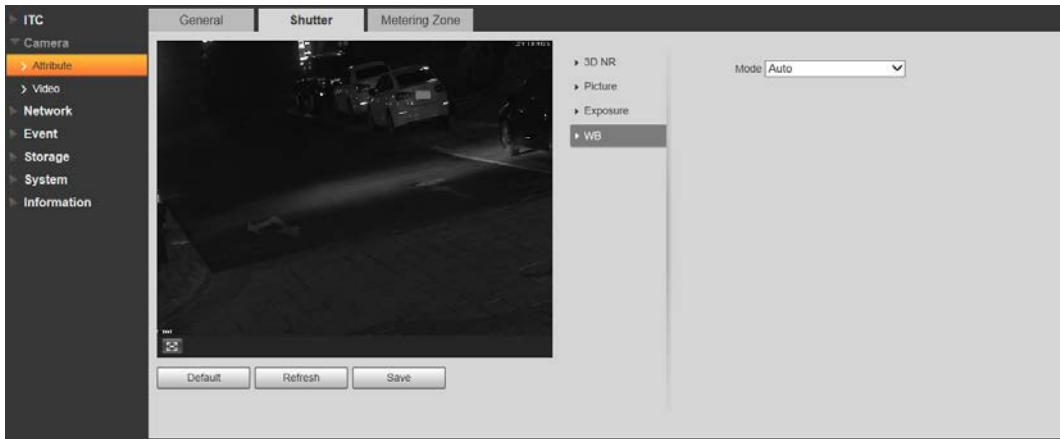 ITC
Camera
Attribute
Video
Network
Event
Storage
System
Information
General
Shutter
Metering Zone
3D NR
Picture
Exposure
WB
Mode Auto
Default
Refresh
Save